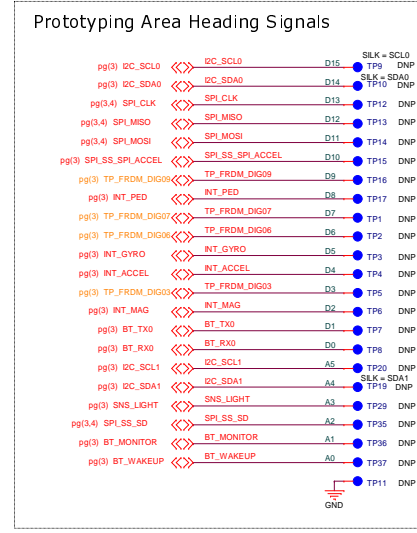 Prototyping Area Heading Signals
SILK = SCL0
pg(3) I2C_SCL0 I2C_SCL0 D15 TP9 DNP
SILK = SDA0
pg(3) I2C_SDA0 I2C_SDA0 D14 TP10 DNP
pg(3,4) SPI_CLK SPI_CLK D13 TP12 DNP
pg(3,4) SPI_MISO SPI_MISO D12 TP13 DNP
pg(3,4) SPI_MOSI SPI_MOSI D11 TP14 DNP
pg(3) SPI_SS_SPI_ACCEL SPI_SS_SPI_ACCEL D10 TP15 DNP
pg(3) TP_FRDM_DIG09 TP_FRDM_DIG09 D9 TP16 DNP
pg(3) INT_PED INT_PED D8 TP17 DNP
pg(3) TP_FRDM_DIG07 TP_FRDM_DIG07 D7 TP1 DNP
pg(3) TP_FRDM_DIG06 TP_FRDM_DIG06 D6 TP2 DNP
pg(3) INT_GYRO INT_GYRO D5 TP3 DNP
pg(3) INT_ACCEL INT_ACCEL D4 TP4 DNP
pg(3) TP_FRDM_DIG03 TP_FRDM_DIG03 D3 TP5 DNP
pg(3) INT_MAG INT_MAG D2 TP6 DNP
pg(3) BT_TX0 BT_TX0 D1 TP7 DNP
pg(3) BT_RX0 BT_RX0 D0 TP8 DNP
pg(3) I2C_SCL1 I2C_SCL1 A5 TP20 DNP
SILK = SDA1
pg(3) I2C_SDA1 I2C_SDA1 A4 TP19 DNP
pg(3) SNS_LIGHT SNS_LIGHT A3 TP29 DNP
pg(3,4) SPI_SS_SD SPI_SS_SD A2 TP35 DNP
pg(3) BT_MONITOR BT_MONITOR A1 TP36 DNP
pg(3) BT_WAKEUP BT_WAKEUP A0 TP37 DNP
TP11 DNP
GND